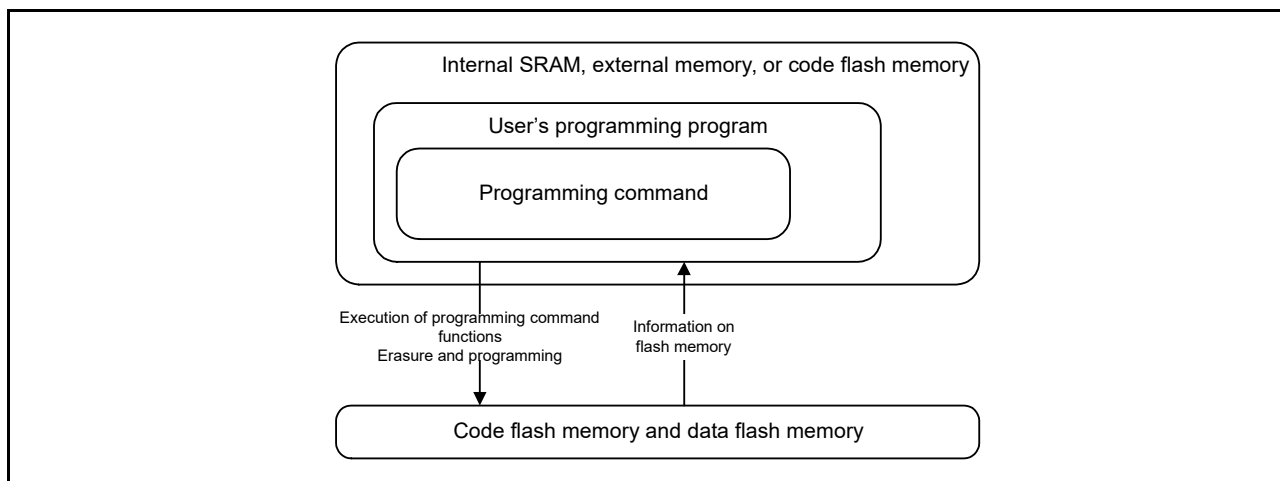 Internal SRAM, external memory, or code flash memory
User’s programming program
Programming command
Execution of programming command
functions
Erasure and programming
Information on
flash memory
Code flash memory and data flash memory